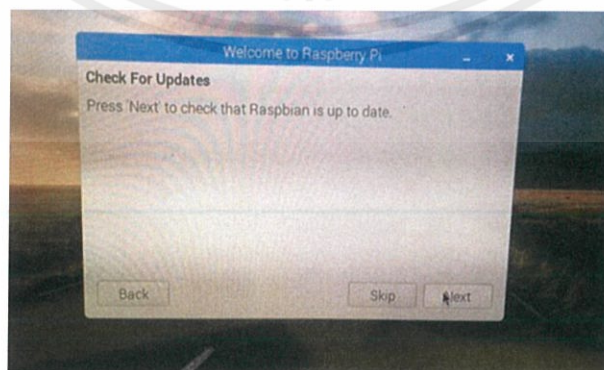 Welcome to Raspberry Pi
Check For Updates
Press 'Next' to check that Raspbian is up to date.
Back
Skip
Next